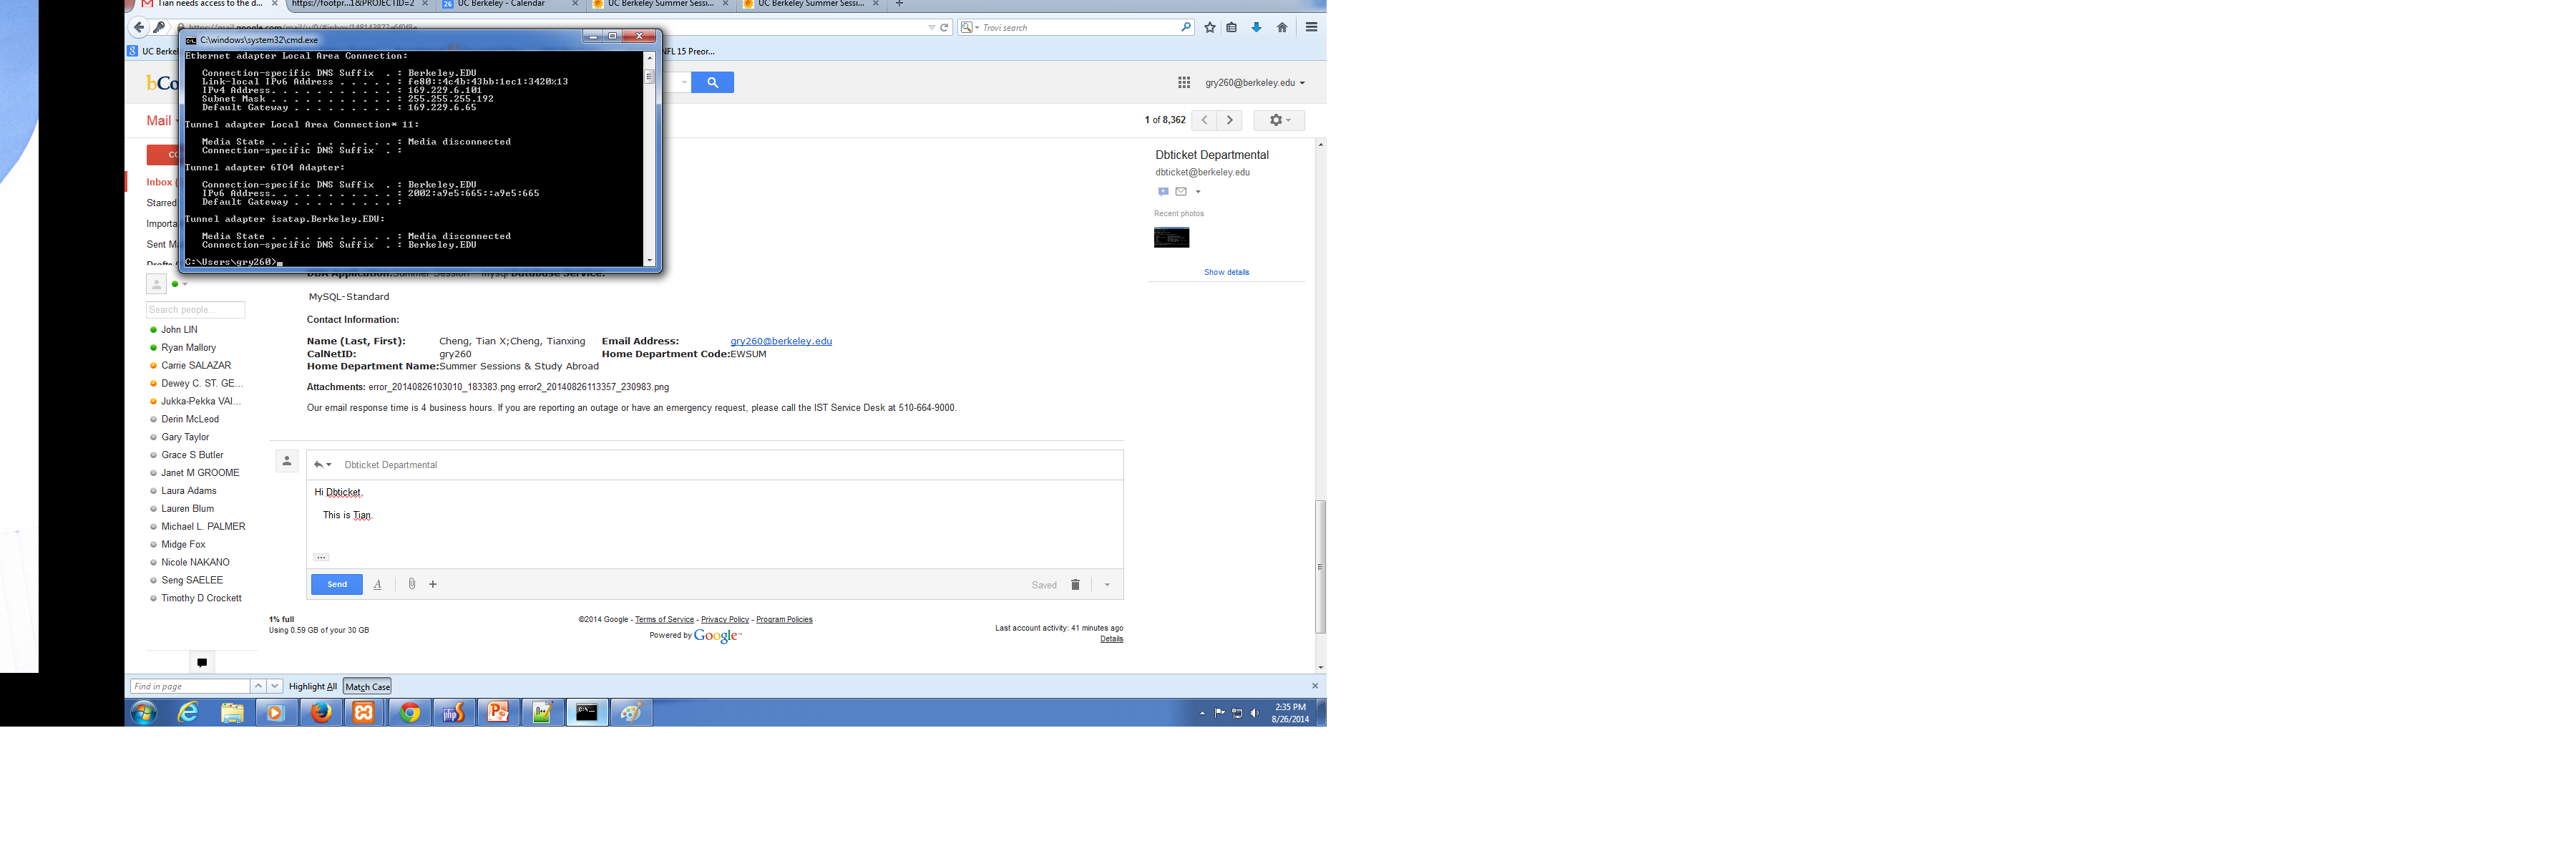 Tian needs access to the d...
https://footpr...1&PROJECTID=2
UC Berkeley - Calendar
UC Berkeley Summer Sessi...
UC Berkeley Summer Sessi...
Trovi search
UC Berkel
NFL 15 Preor...
C:\windows\system32\cmd.exe
Ethernet adapter Local Area Connection:
Connection-specific DNS Suffix . : Berkeley.EDU
Link-local IPv6 Address . . . . . : fe80::4c4b:43bb:1ec1:3420%13
IPv4 Address. . . . . . . . . . . : 169.229.6.101
Subnet Mask . . . . . . . . . . . : 255.255.255.192
Default Gateway . . . . . . . . . : 169.229.6.65
Tunnel adapter Local Area Connection* 11:
Media State . . . . . . . . . . . : Media disconnected
Connection-specific DNS Suffix . :
Tunnel adapter 6TO4 Adapter:
Connection-specific DNS Suffix . : Berkeley.EDU
IPv6 Address. . . . . . . . . . . : 2002:a9e5:665::a9e5:665
Default Gateway . . . . . . . . . :
Tunnel adapter isatap.Berkeley.EDU:
Media State . . . . . . . . . . . : Media disconnected
Connection-specific DNS Suffix . : Berkeley.EDU
C:\Users\gry260>
bCo
gry260@berkeley.edu
Mail
1 of 8,362
CO
Inbox (
Starred
Importa
Sent Ma
Drafts (
Dbticket Departmental
dbticket@berkeley.edu
Recent photos
Show details
DBA Application:Summer Session - mysql Database Service:
MySQL-Standard
Contact Information:
Name (Last, First): Cheng, Tian X;Cheng, Tianxing Email Address: gry260@berkeley.edu
CalNetID: gry260 Home Department Code:EWSUM
Home Department Name:Summer Sessions & Study Abroad
Attachments: error_20140826103010_183383.png error2_20140826113357_230983.png
Our email response time is 4 business hours. If you are reporting an outage or have an emergency request, please call the IST Service Desk at 510-664-9000.
Search people...
John LIN
Ryan Mallory
Carrie SALAZAR
Dewey C. ST. GE...
Jukka-Pekka VAI...
Derin McLeod
Gary Taylor
Grace S Butler
Janet M GROOME
Laura Adams
Lauren Blum
Michael L. PALMER
Midge Fox
Nicole NAKANO
Seng SAELEE
Timothy D Crockett
Dbticket Departmental
Hi Dbticket,
This is Tian.
...
Send
Saved
1% full
Using 0.59 GB of your 30 GB
©2014 Google - Terms of Service - Privacy Policy - Program Policies
Powered by Google™
Last account activity: 41 minutes ago
Details
Find in page
Highlight All
Match Case
2:35 PM
8/26/2014